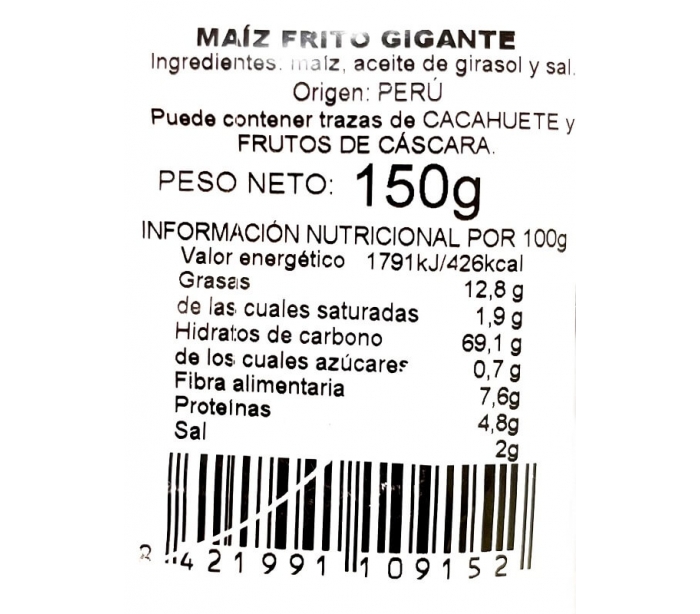 MAÍZ FRITO GIGANTE
Ingredientes: maíz, aceite de girasol y sal.
Origen: PERÚ
Puede contener trazas de CACAHUETE y
FRUTOS DE CÁSCARA.
PESO NETO: 150g
INFORMACIÓN NUTRICIONAL POR 100g
Valor energético 1791kJ/426kcal
Grasas 12,8 g
de las cuales saturadas 1,9 g
Hidratos de carbono 69,1 g
de los cuales azúcares 0,7 g
Fibra alimentaria 7,6g
Proteínas 4,8g
Sal 2g
2 421991 109152